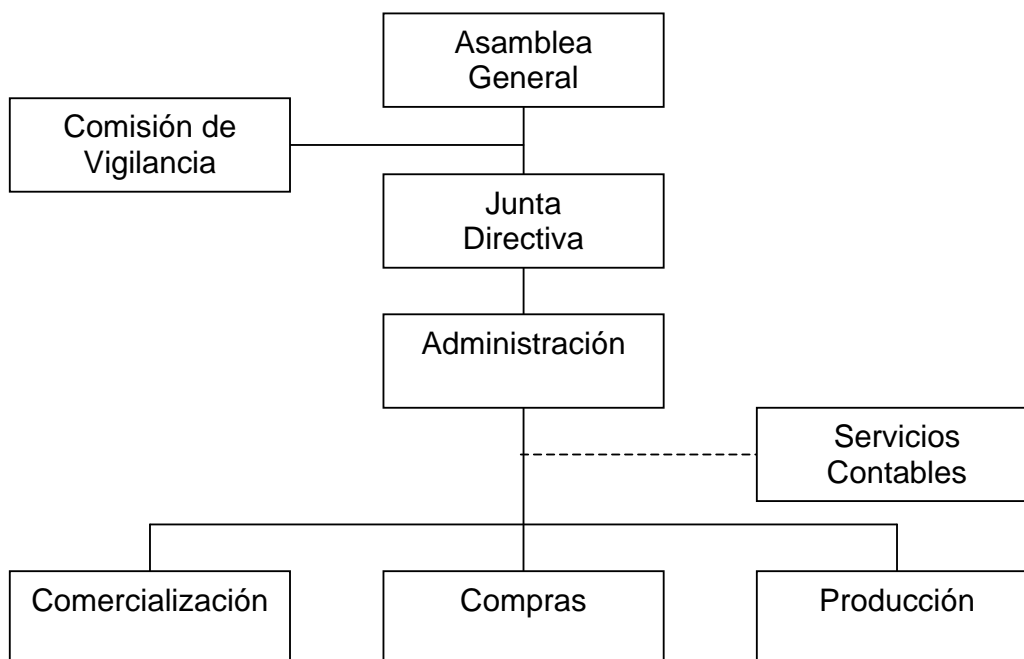 Asamblea
General
Comisión de
Vigilancia
Junta
Directiva
Administración
Servicios
Contables
Comercialización
Compras
Producción